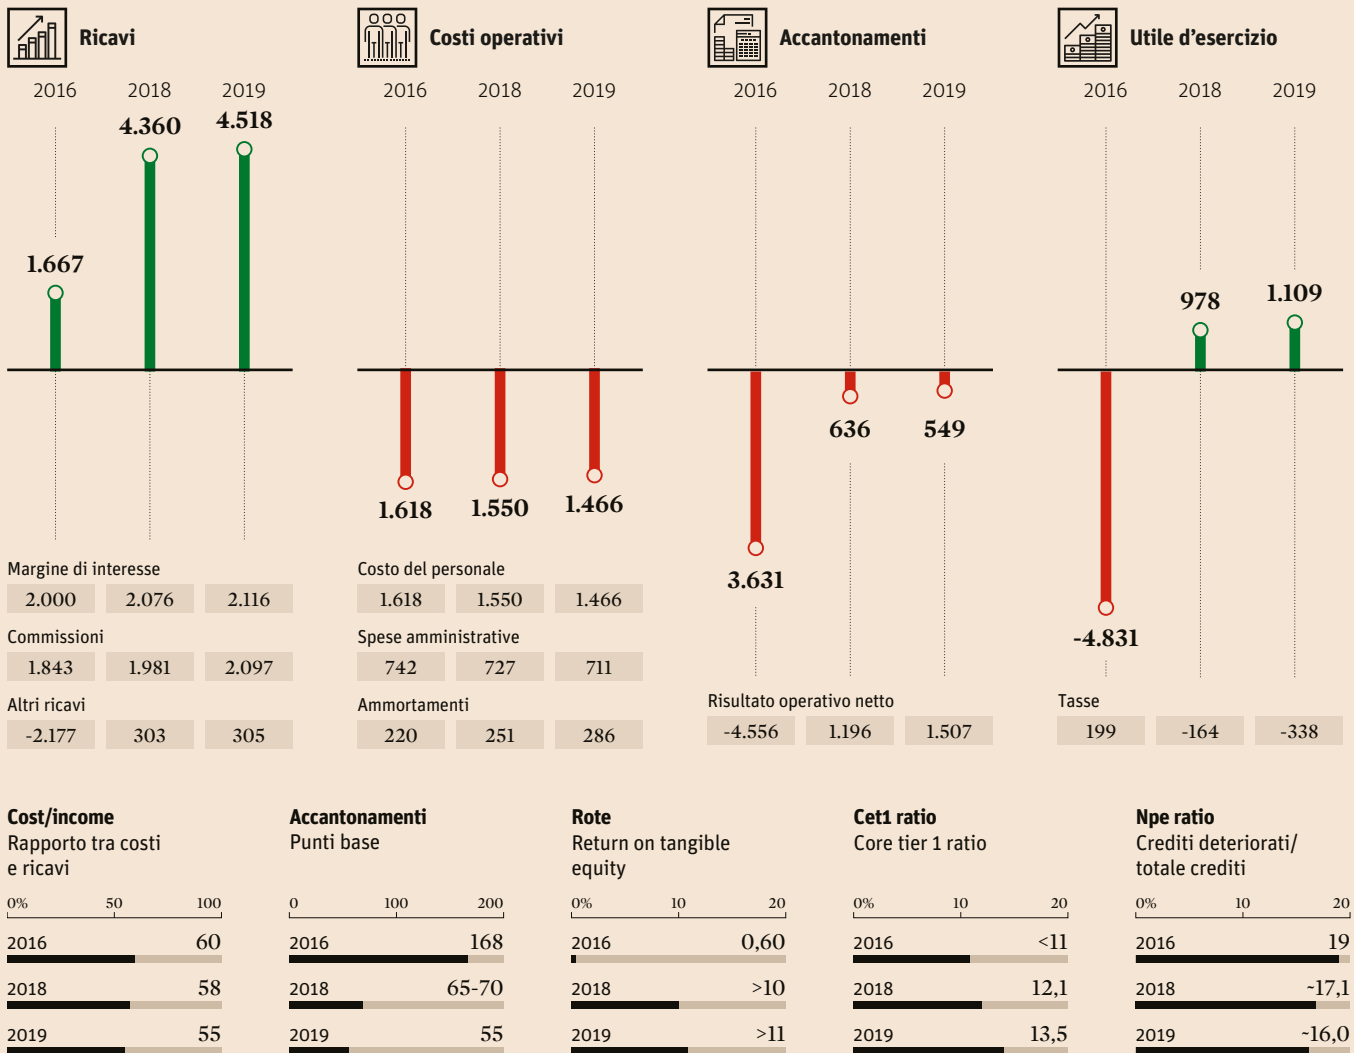 Ricavi
2016 2018 2019
1.667 4.360 4.518
Margine di interesse
2.000 2.076 2.116
Commissioni
1.843 1.981 2.097
Altri ricavi
-2.177 303 305
Costi operativi
2016 2018 2019
1.618 1.550 1.466
Costo del personale
1.618 1.550 1.466
Spese amministrative
742 727 711
Ammortamenti
220 251 286
Accantonamenti
2016 2018 2019
3.631 636 549
Risultato operativo netto
-4.556 1.196 1.507
Utile d'esercizio
2016 2018 2019
-4.831 978 1.109
Tasse
199 -164 -338
Cost/income
Rapporto tra costi
e ricavi
0% 50 100
2016 60
2018 58
2019 55
Accantonamenti
Punti base
0 100 200
2016 168
2018 65-70
2019 55
Rote
Return on tangible
equity
0% 10 20
2016 0,60
2018 >10
2019 >11
Cet1 ratio
Core tier 1 ratio
0% 10 20
2016 <11
2018 12,1
2019 13,5
Npe ratio
Crediti deteriorati/
totale crediti
0% 10 20
2016 19
2018 ~17,1
2019 ~16,0